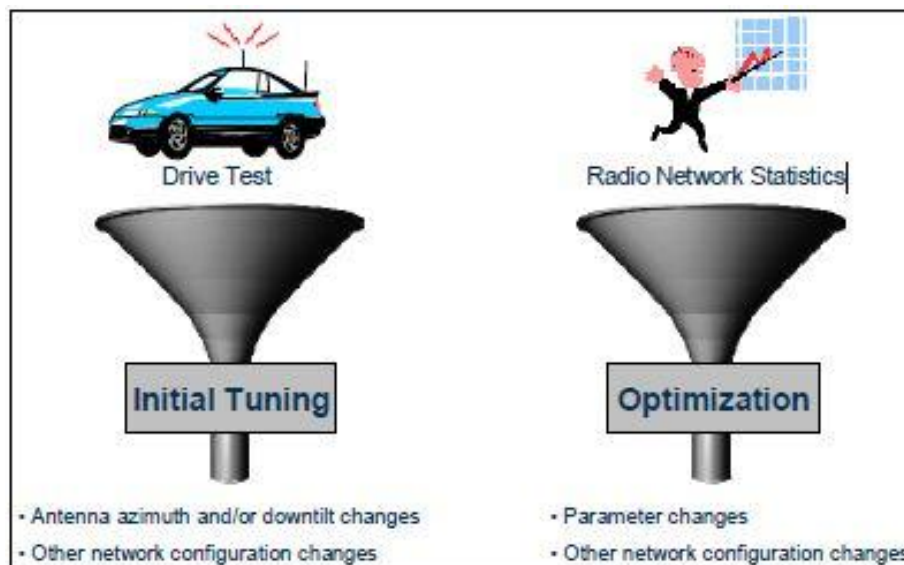 Drive Test
Radio Network Statistics
Initial Tuning
Optimization
• Antenna azimuth and/or downtilt changes
• Other network configuration changes
• Parameter changes
• Other network configuration changes